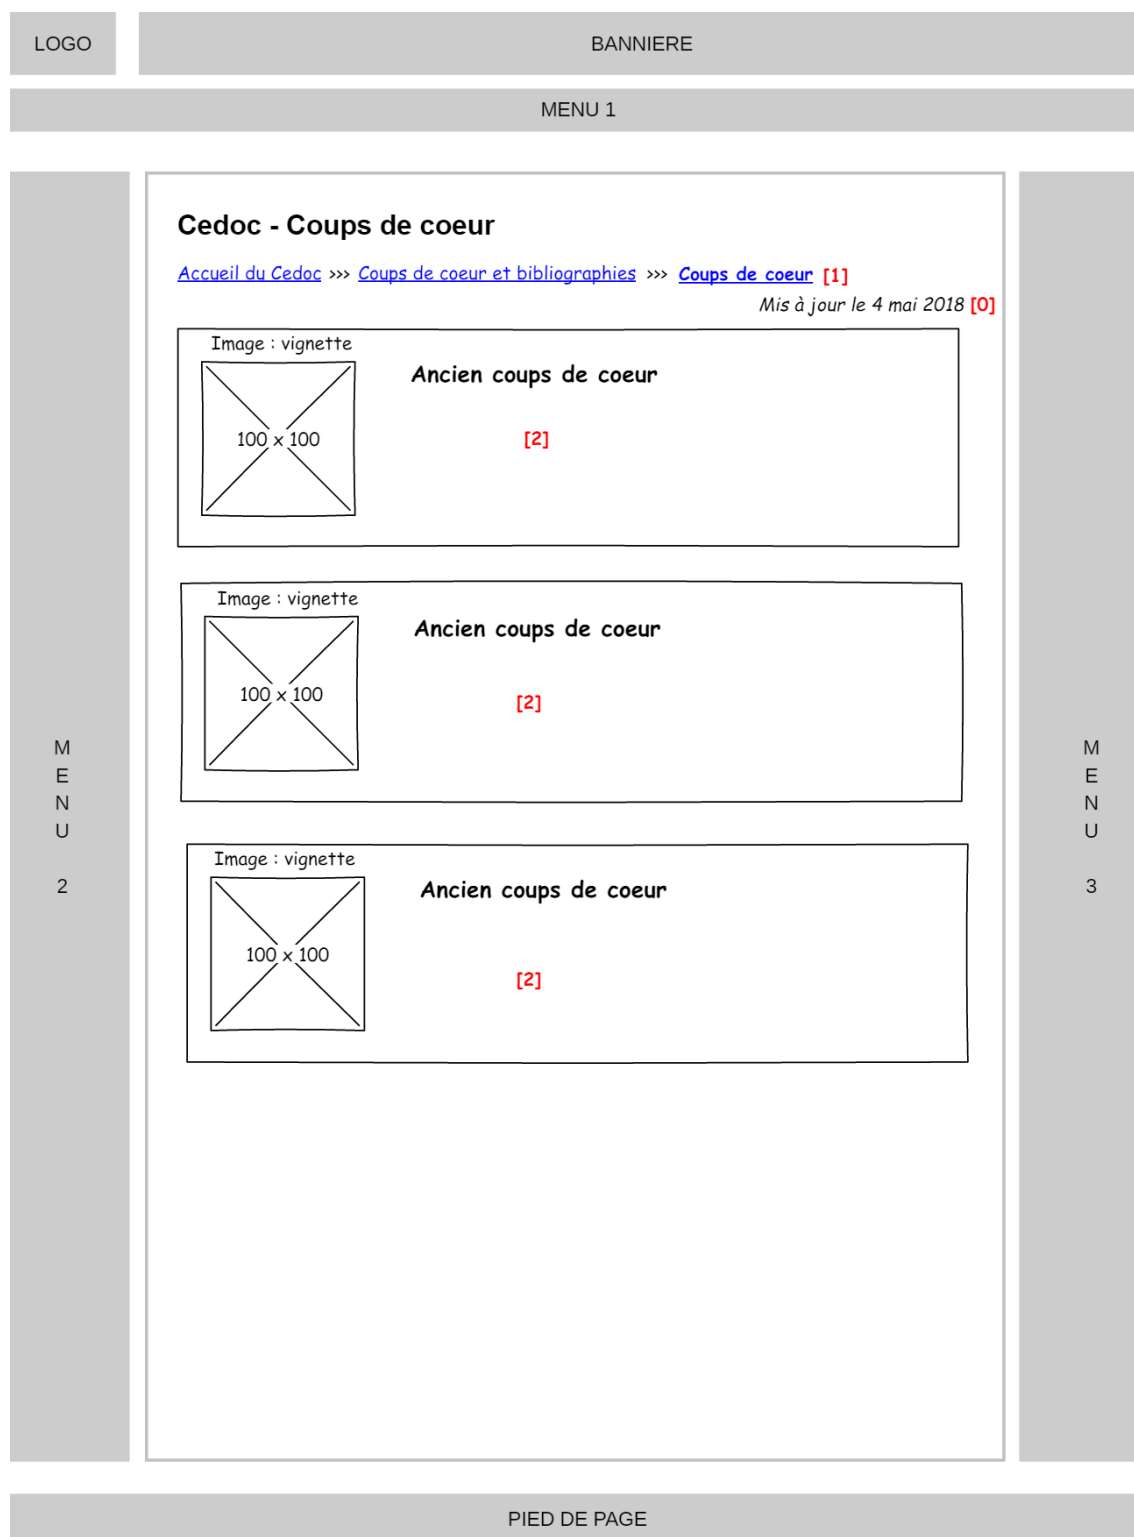 LOGO
BANNIERE
MENU 1
Cedoc - Coups de coeur
Accueil du Cedoc >>> Coups de coeur et bibliographies >>> Coups de coeur [1]
Mis à jour le 4 mai 2018 [0]
Image : vignette
Ancien coups de coeur
100 x 100
[2]
Image : vignette
Ancien coups de coeur
100 x 100
[2]
Image : vignette
Ancien coups de coeur
100 x 100
[2]
M
E
N
U
2
M
E
N
U
3
PIED DE PAGE